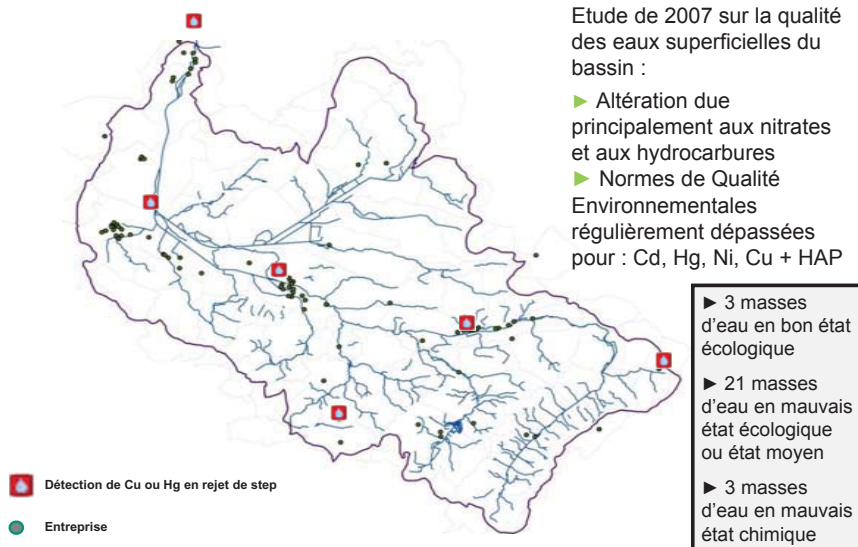 Etude de 2007 sur la qualité
des eaux superficielles du
bassin :
► Altération due
principalement aux nitrates
et aux hydrocarbures
► Normes de Qualité
Environnementales
régulièrement dépassées
pour : Cd, Hg, Ni, Cu + HAP
► 3 masses
d'eau en bon état
écologique
► 21 masses
d'eau en mauvais
état écologique
ou état moyen
► 3 masses
d'eau en mauvais
état chimique
Détection de Cu ou Hg en rejet de step
Entreprise